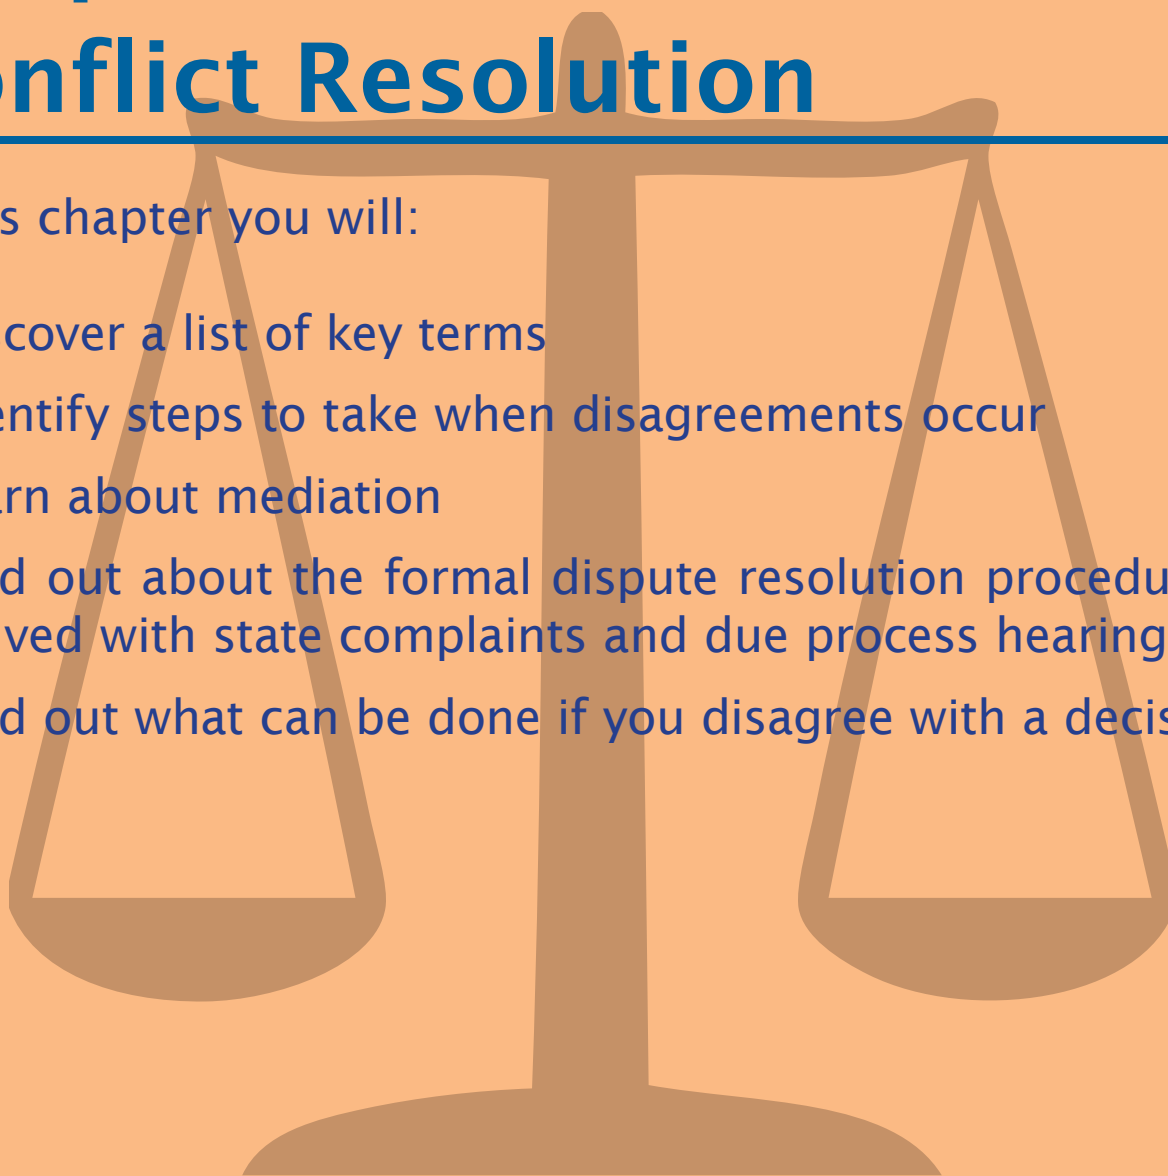 onflict Resolution
s chapter you will:
cover a list of key terms
entify steps to take when disagreements occur
arn about mediation
d out about the formal dispute resolution procedu
ved with state complaints and due process hearing
d out what can be done if you disagree with a decis